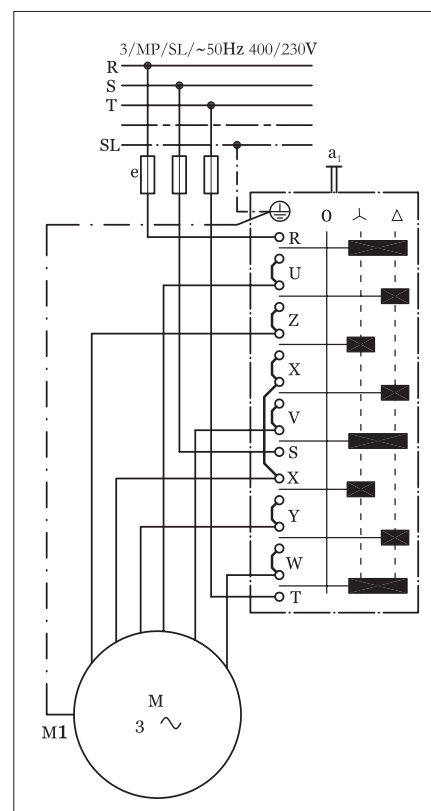 3/MP/SL/~50Hz 400/230V
R
S
T
SL
e
a₁
0 ⅄ Δ
R
U
Z
X
V
S
X
Y
W
T
M
3 ~
M1